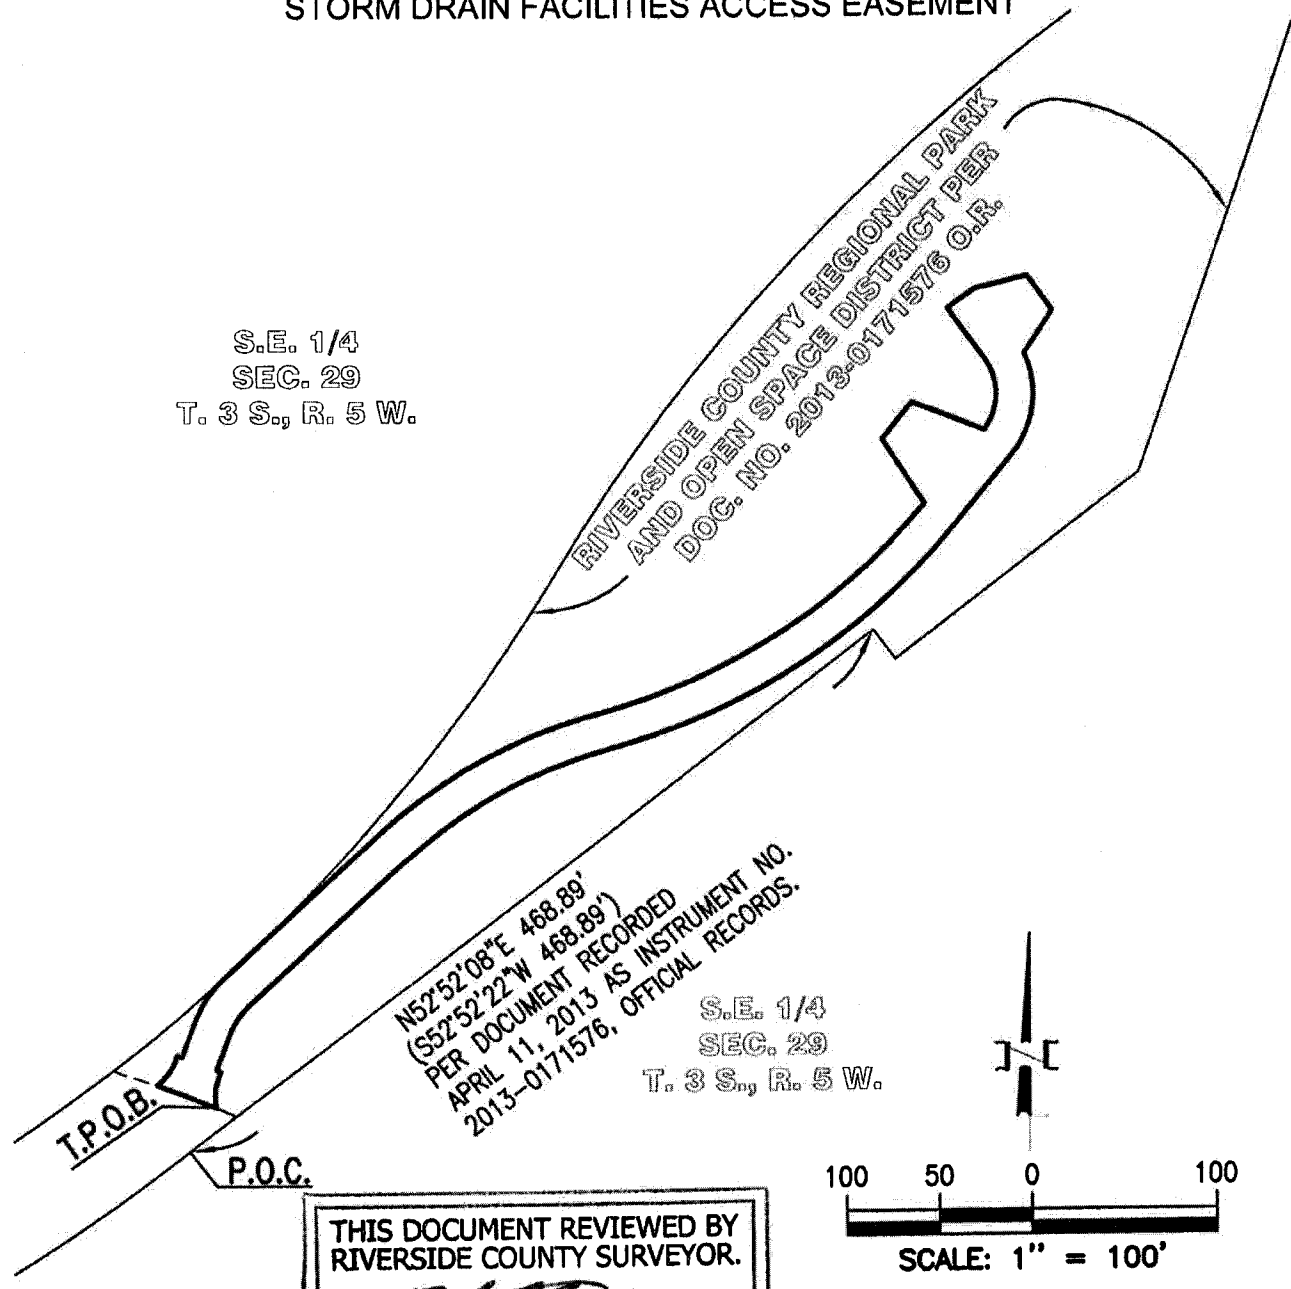 STORM DRAIN FACILITIES ACCESS EASEMENT
RIVERSIDE COUNTY REGIONAL PARK
AND OPEN SPACE DISTRICT PER
DOC. NO. 2013-0171576 O.R.
S.E. 1/4
SEC. 29
T. 3 S., R. 5 W.
N52°52'08"E 468.89'
(S52°52'22"W 468.89')
PER DOCUMENT RECORDED
APRIL 11, 2013 AS INSTRUMENT NO.
2013-0171576, OFFICIAL RECORDS.
S.E. 1/4
SEC. 29
T. 3 S., R. 5 W.
T.P.O.B.
P.O.C.
100 50 0 100
SCALE: 1" = 100'
THIS DOCUMENT REVIEWED BY
RIVERSIDE COUNTY SURVEYOR.